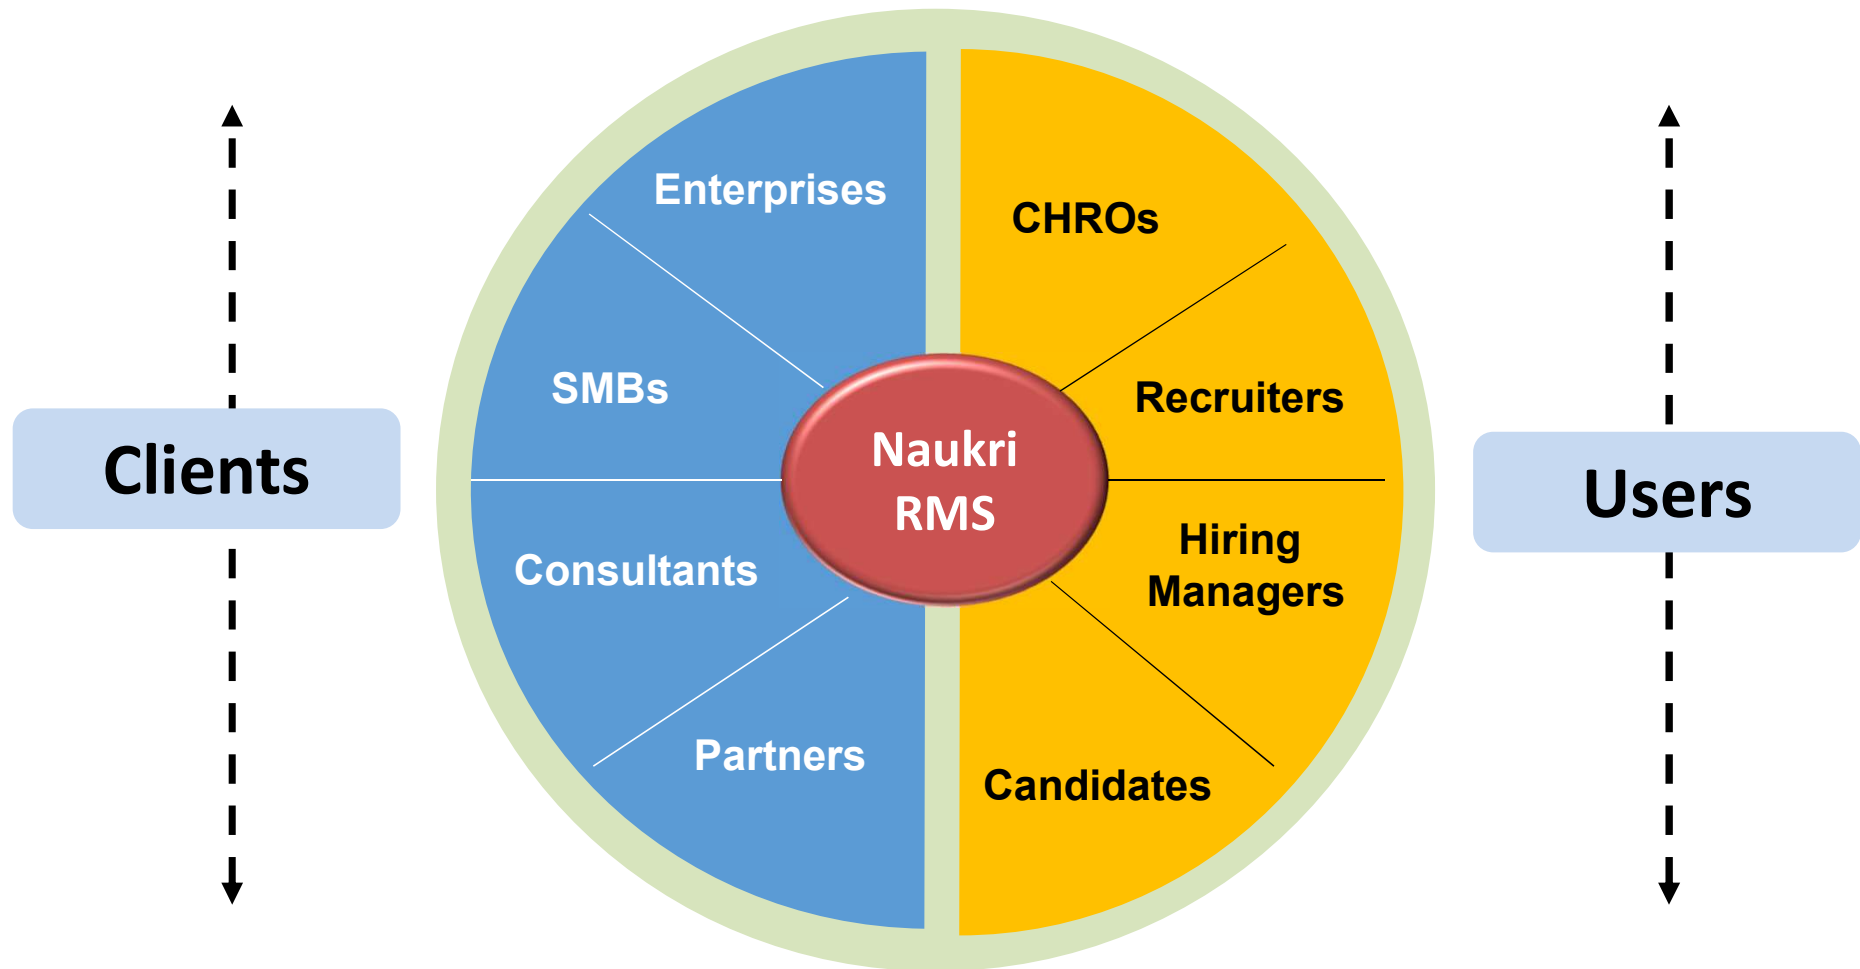 Clients
Enterprises
SMBs
Consultants
Partners
Naukri
RMS
CHROs
Recruiters
Hiring
Managers
Candidates
Users